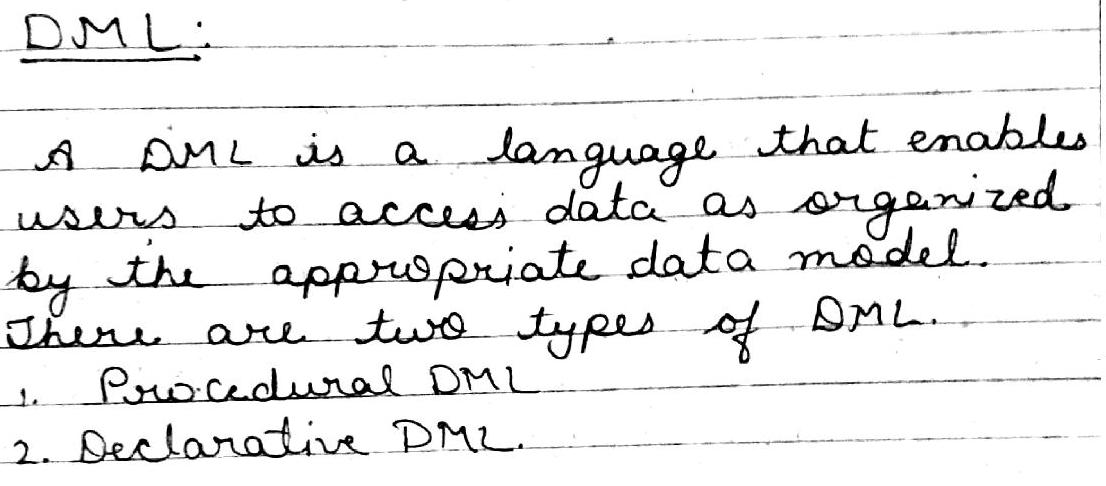 DML:
A DML is a language that enables
users to access data as organized
by the appropriate data model.
There are two types of DML.
1. Procedural DML
2. Declarative DML.